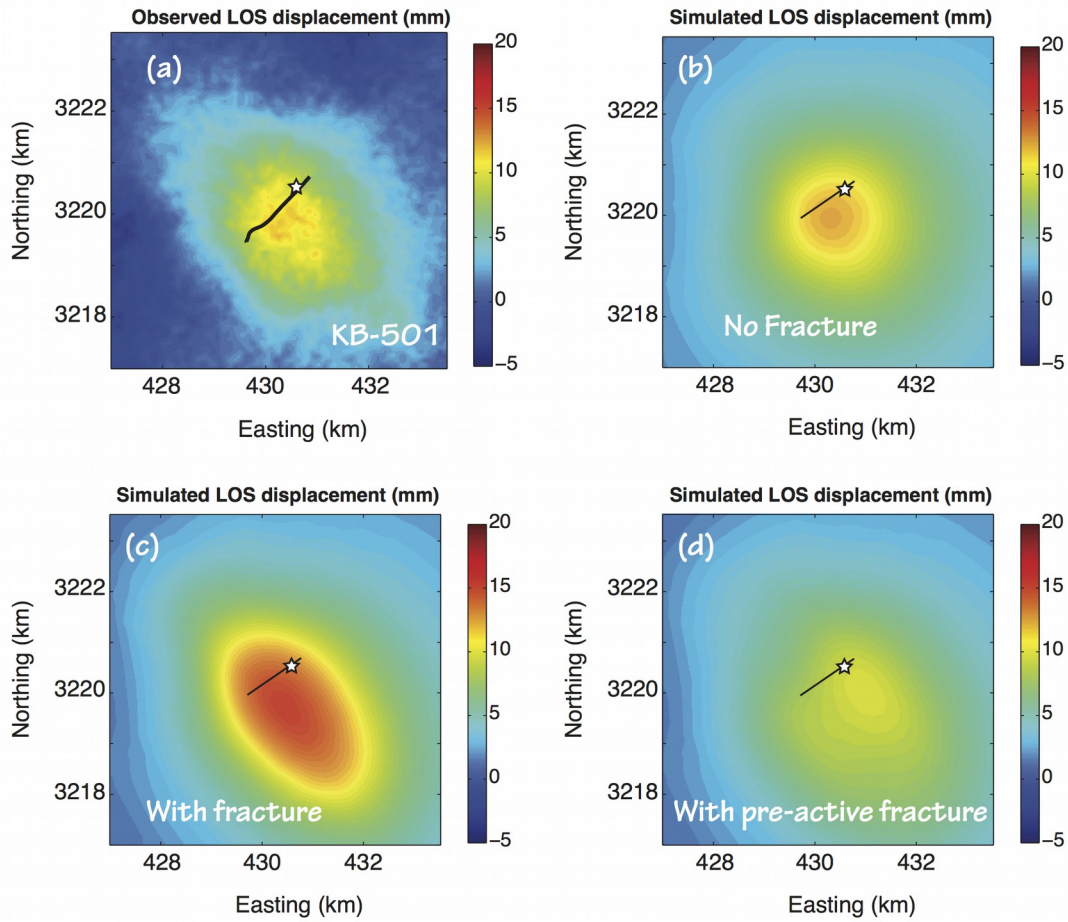 Observed LOS displacement (mm)
(a)
KB-501
Northing (km)
3222
3220
3218
428
430
432
Easting (km)
20
15
10
5
0
−5
Simulated LOS displacement (mm)
(b)
No Fracture
Northing (km)
3222
3220
3218
428
430
432
Easting (km)
20
15
10
5
0
−5
Simulated LOS displacement (mm)
(c)
With fracture
Northing (km)
3222
3220
3218
428
430
432
Easting (km)
20
15
10
5
0
−5
Simulated LOS displacement (mm)
(d)
With pre-active fracture
Northing (km)
3222
3220
3218
428
430
432
Easting (km)
20
15
10
5
0
−5